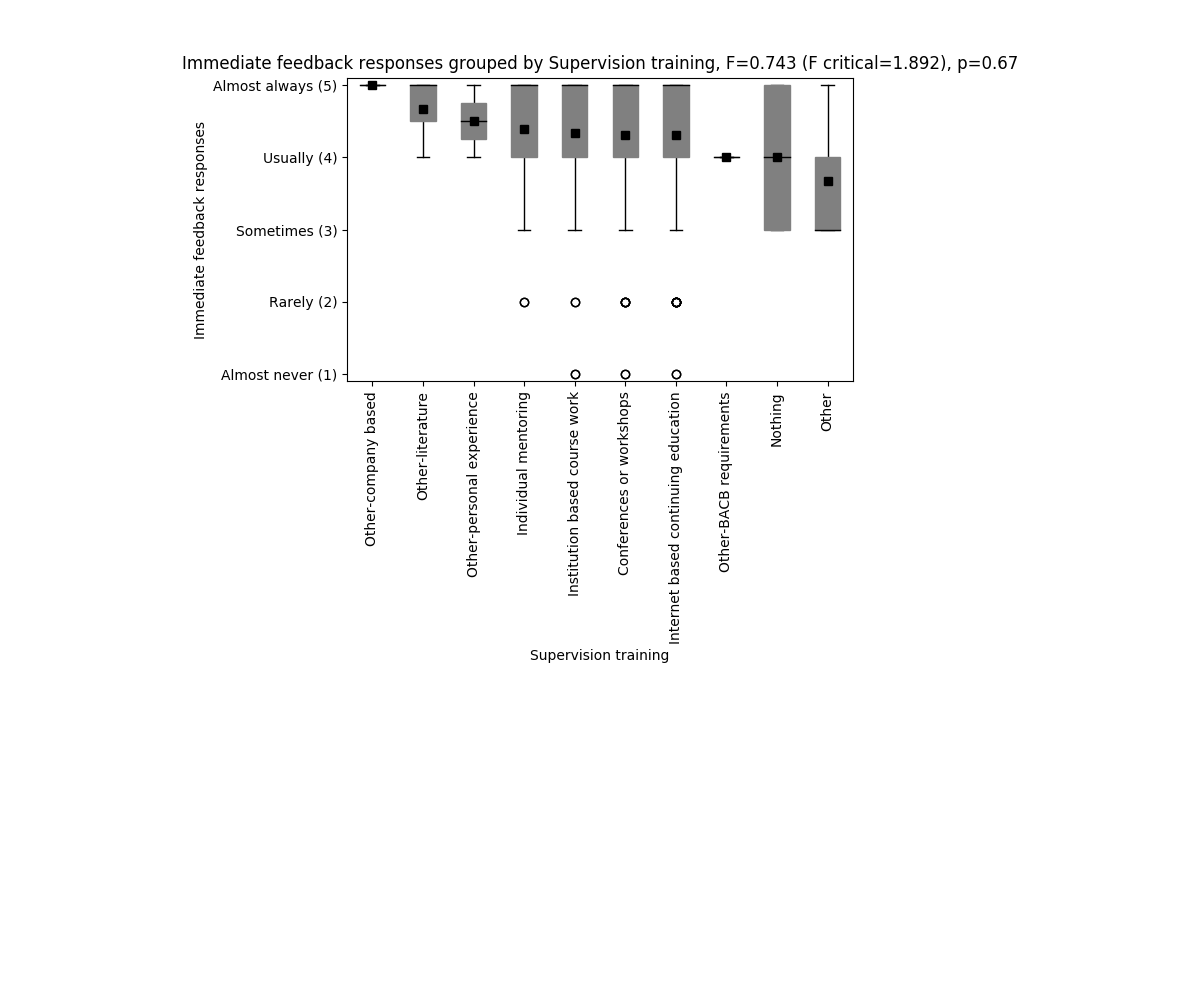 Immediate feedback responses grouped by Supervision training, F=0.743 (F critical=1.892), p=0.67
Immediate feedback responses
Almost always (5)
Usually (4)
Sometimes (3)
Rarely (2)
Almost never (1)
Other-company based
Other-literature
Other-personal experience
Individual mentoring
Institution based course work
Conferences or workshops
Internet based continuing education
Other-BACB requirements
Nothing
Other
Supervision training